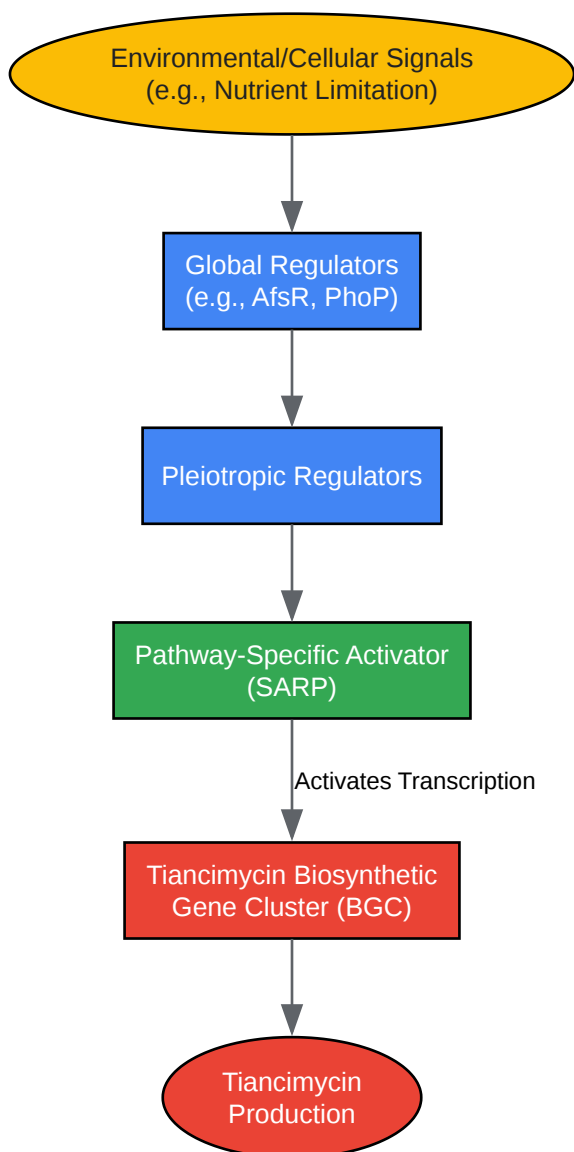 Environmental/Cellular Signals
(e.g., Nutrient Limitation)
Global Regulators
(e.g., AfsR, PhoP)
Pleiotropic Regulators
Pathway-Specific Activator
(SARP)
Activates Transcription
Tiancimycin Biosynthetic
Gene Cluster (BGC)
Tiancimycin
Production